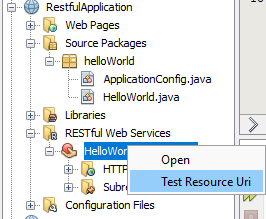 RestfulApplication
Web Pages
Source Packages
helloWorld
ApplicationConfig.java
HelloWorld.java
Libraries
RESTful Web Services
HelloWor
Open
HTTP
Test Resource Uri
Subre
Configuration Files